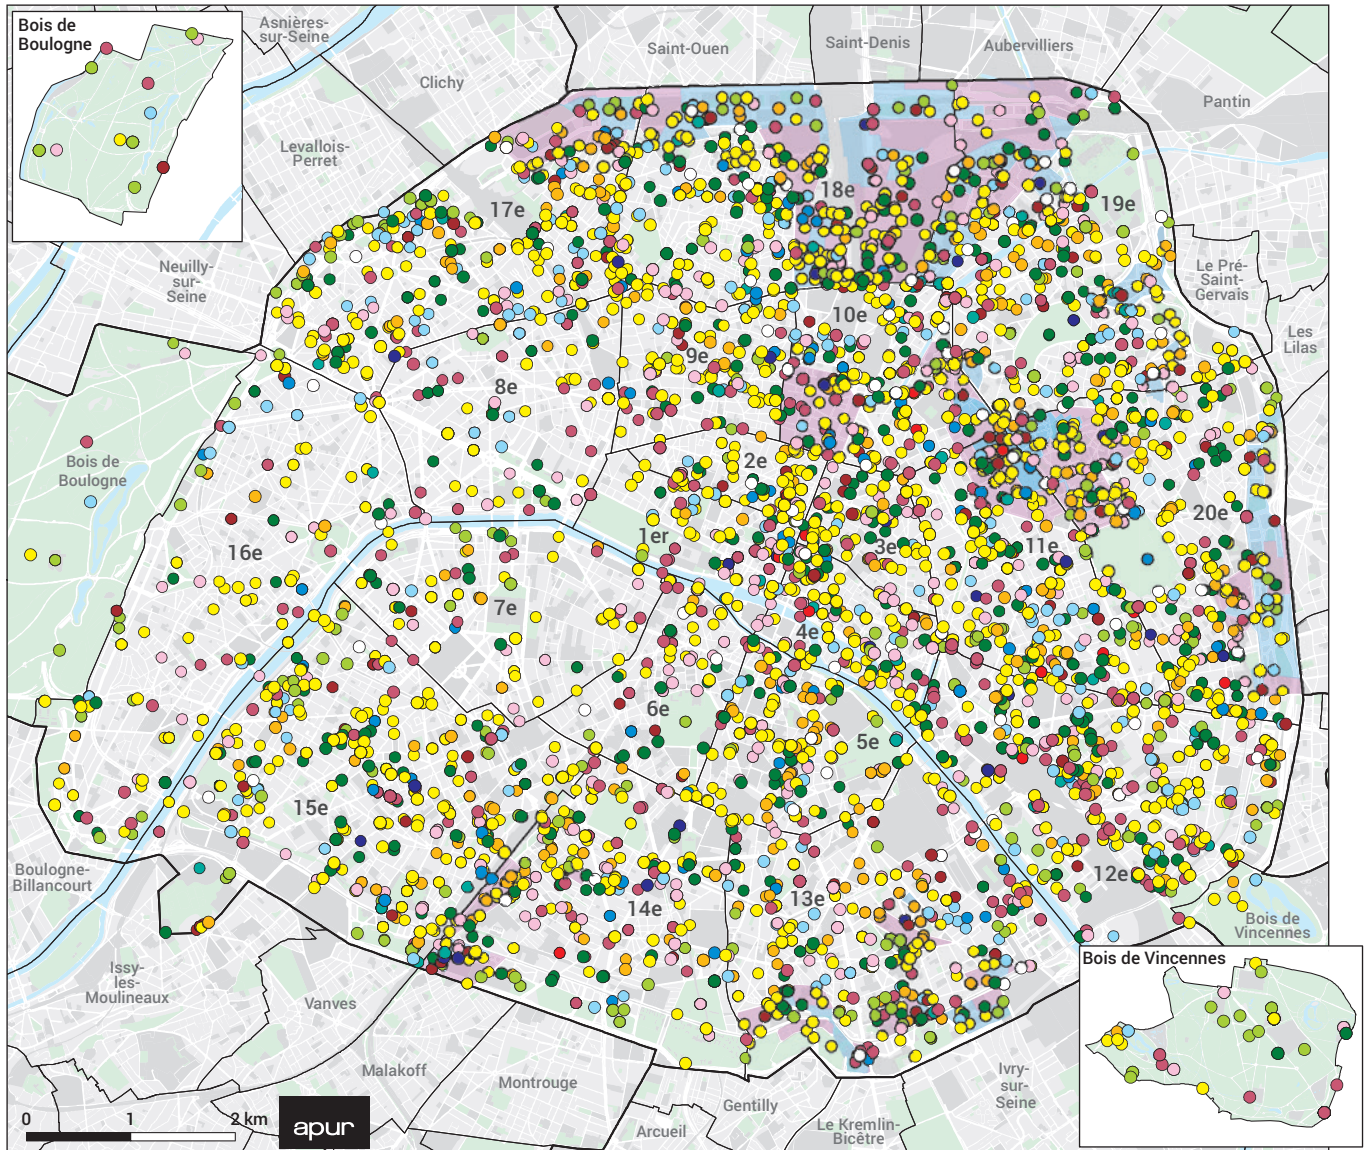 Bois de
Boulogne
Asnières-
sur-Seine
Clichy
Saint-Ouen
Saint-Denis
Aubervilliers
Pantin
Levallois-
Perret
Neuilly-
sur-
Seine
Le Pré-
Saint-
Gervais
Les
Lilas
17e
18e
19e
10e
9e
8e
2e
Bois de
Boulogne
16e
1er
3e
11e
20e
7e
4e
6e
5e
15e
14e
13e
12e
Boulogne-
Billancourt
Issy-
les-
Moulineaux
Vanves
Malakoff
Montrouge
Arcueil
Gentilly
Le Kremlin-
Bicêtre
Ivry-
sur-
Seine
Bois de
Vincennes
Bois de Vincennes
0 1 2 km
apur